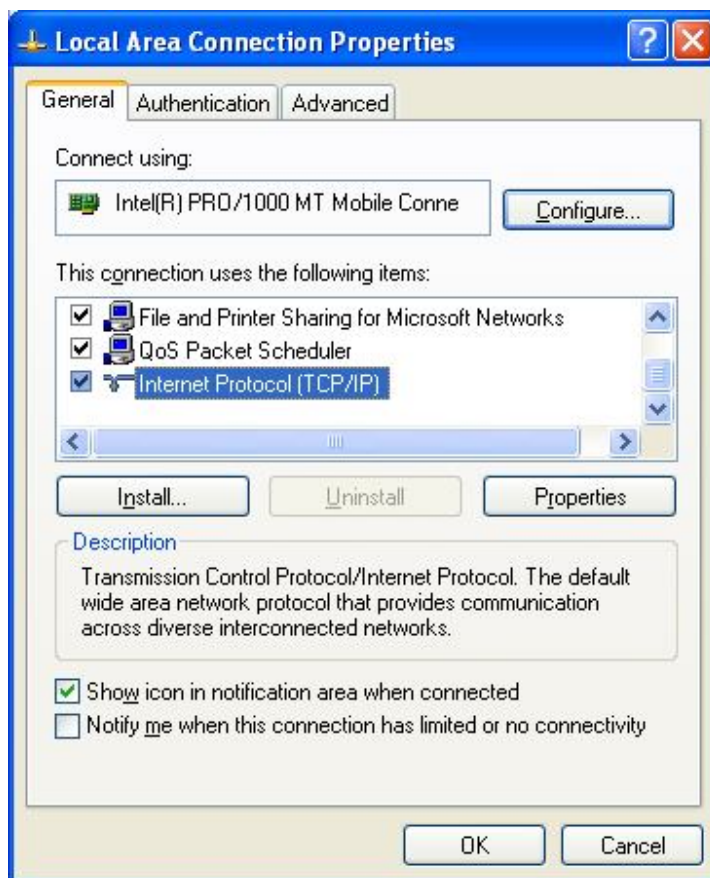 Local Area Connection Properties
?
General Authentication Advanced
Connect using:
Intel(R) PRO/1000 MT Mobile Conne
Configure...
This connection uses the following items:
File and Printer Sharing for Microsoft Networks
QoS Packet Scheduler
Internet Protocol (TCP/IP)
Install... Uninstall Properties
Description
Transmission Control Protocol/Internet Protocol. The default
wide area network protocol that provides communication
across diverse interconnected networks.
Show icon in notification area when connected
Notify me when this connection has limited or no connectivity
OK Cancel